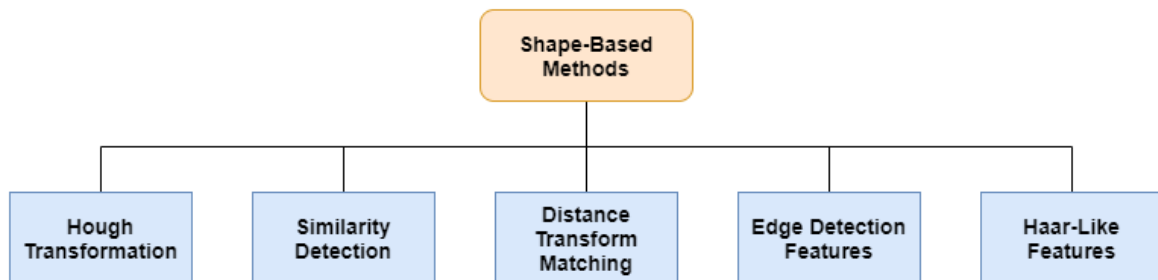 Shape-Based
Methods
Hough
Transformation
Similarity
Detection
Distance
Transform
Matching
Edge Detection
Features
Haar-Like
Features